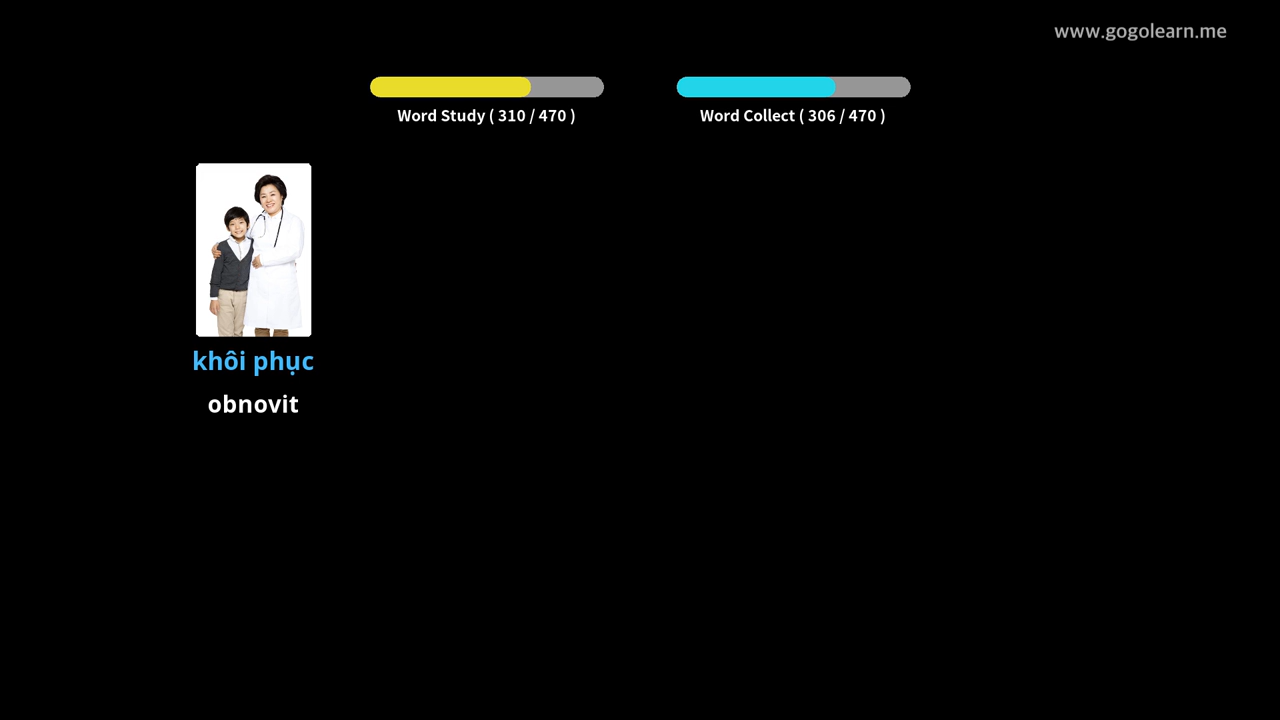 www.gogolearn.me
Word Study ( 310 / 470 )
Word Collect ( 306 / 470 )
khôi phục
obnovit